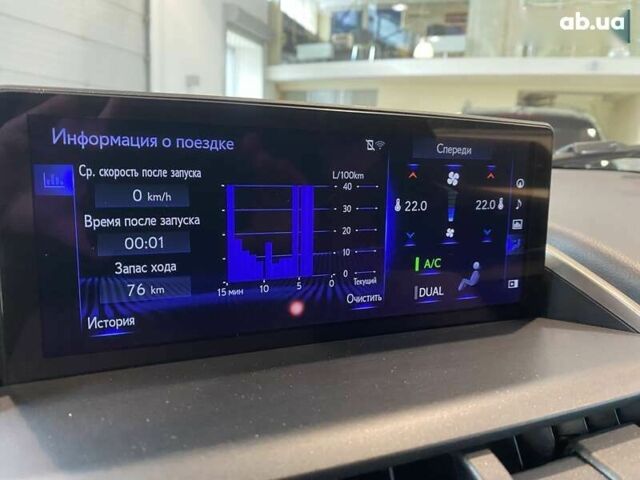 ab.ua
Информация о поездке
Ср. скорость после запуска
0 km/h
Время после запуска
00:01
Запас хода
76 km
История
L/100km
40
30
20
10
0
15 мин
10
5
0
Текущий
Очистить
Спереди
22.0
22.0
A/C
DUAL